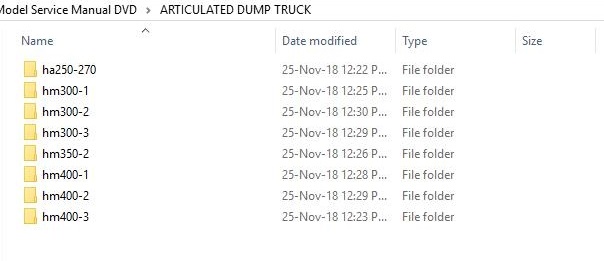 Model Service Manual DVD > ARTICULATED DUMP TRUCK
Name Date modified Type Size
ha250-270 25-Nov-18 12:22 P... File folder
hm300-1 25-Nov-18 12:25 P... File folder
hm300-2 25-Nov-18 12:30 P... File folder
hm300-3 25-Nov-18 12:29 P... File folder
hm350-2 25-Nov-18 12:26 P... File folder
hm400-1 25-Nov-18 12:28 P... File folder
hm400-2 25-Nov-18 12:29 P... File folder
hm400-3 25-Nov-18 12:23 P... File folder